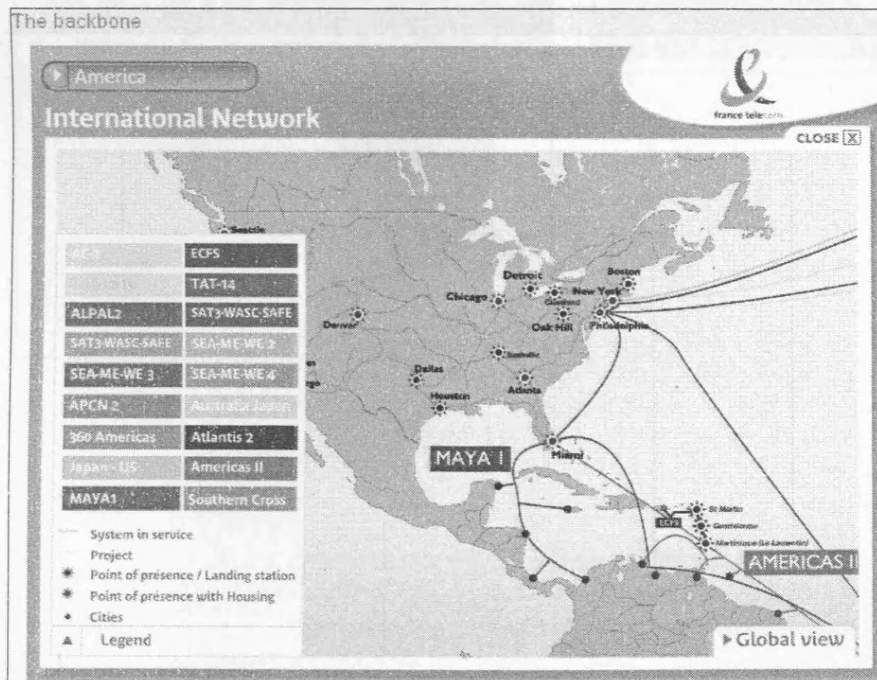 The backbone
America
International Network
france telecom
CLOSE X
Seattle
ECFS
TAT-14
ALPAL2
SAT3-WASC-SAFE
SAT3-WASC-SAFE
SEA-ME-WE 2
SEA-ME-WE 3
SEA-ME-WE 4
APCN 2
Australia Japan
360 Americas
Atlantis 2
Japan - US
Americas II
MAYA1
Southern Cross
System in service
Project
Point of présence / Landing station
Point of présence with Housing
Cities
Legend
Detroit
Boston
Chicago
New York
Denver
Oak Hill
Philadelphia
Dallas
Atlanta
Houston
MAYA 1
Miami
St Martin
ECFS
Martinique (Le Lamentin)
AMERICAS II
Global view